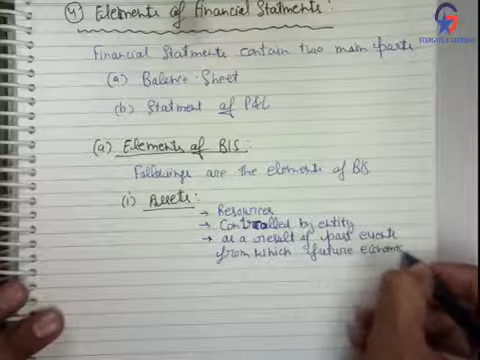 (4) Elements of Financial Statments :
Financial Statments contain two main parts
(a) Balance Sheet
(b) Statment of P&L
(a) Elements of B/S :
Followings are the elements of B/S
(i) Assets :
→ Resources
→ Controlled by entity
→ as a result of past events
from which future economic